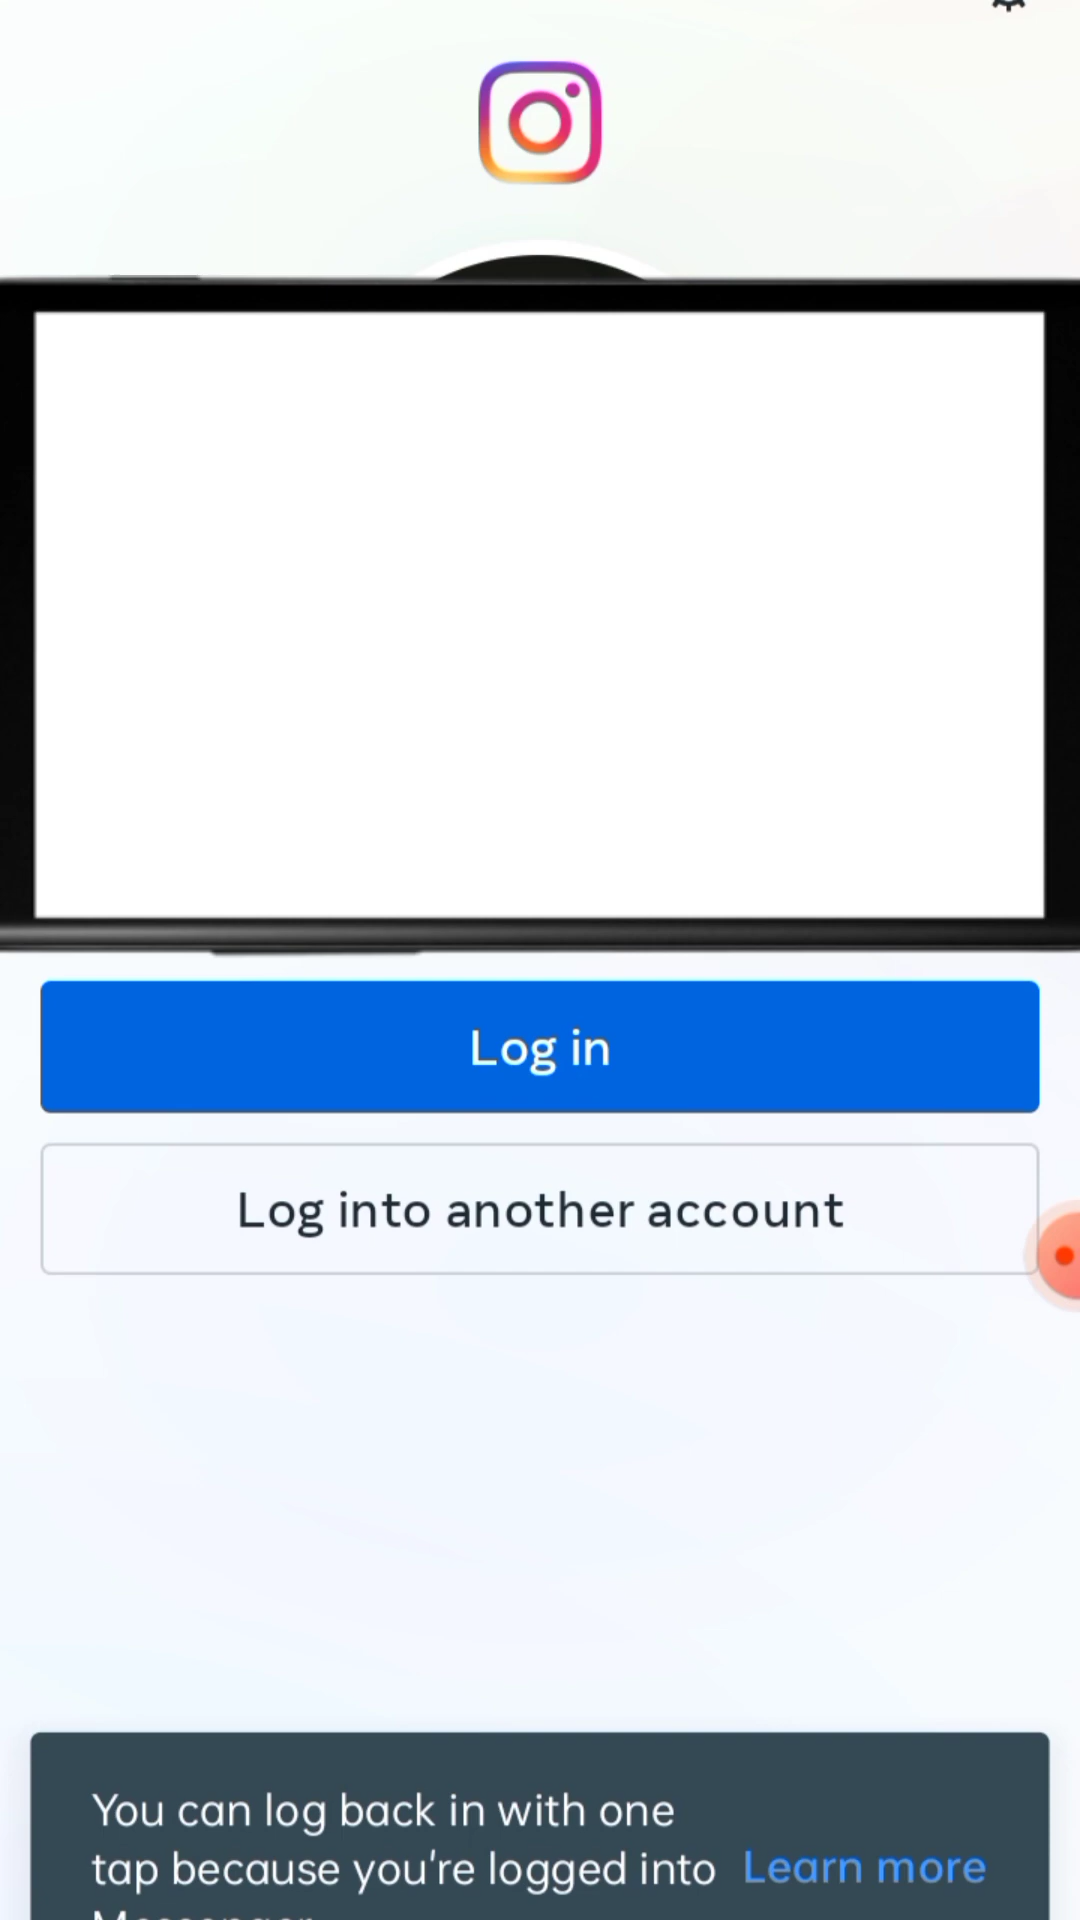 Log in
Log into another account
You can log back in with one
tap because you're logged into
Learn more
Messenger.